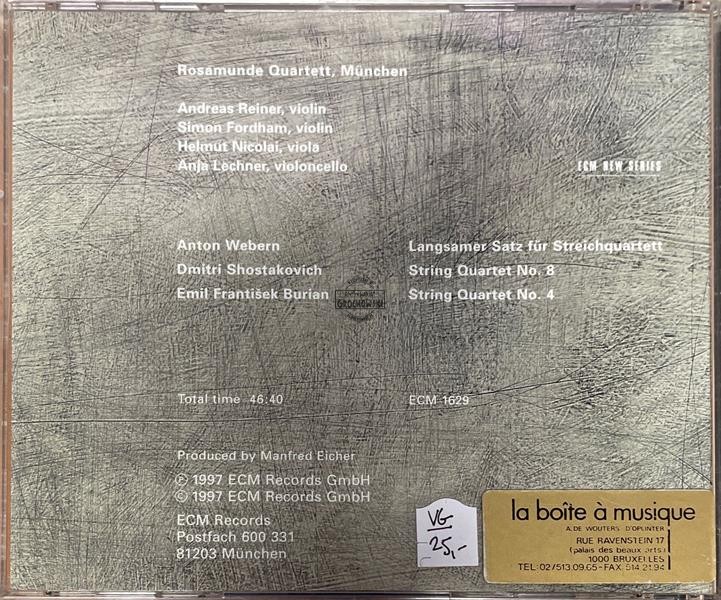 Rosamunde Quartett, München
Andreas Reiner, violin
Simon Fordham, violin
Helmut Nicolai, viola
Anja Lechner, violoncello
ECM NEW SERIES
Anton Webern Langsamer Satz für Streichquartett
Dmitri Shostakovich String Quartet No. 8
Emil František Burian String Quartet No. 4
GROCHOWSKI
Total time 46:40 ECM 1629
Produced by Manfred Eicher
℗ 1997 ECM Records GmbH
© 1997 ECM Records GmbH
ECM Records
Postfach 600 331
81203 München
VG
25,-
la boîte à musique
A. DE WOUTERS D'OPLINTER
RUE RAVENSTEIN 17
(palais des beaux arts)
1000 BRUXELLES
TEL: 02/513.09.65-FAX 514.21.94